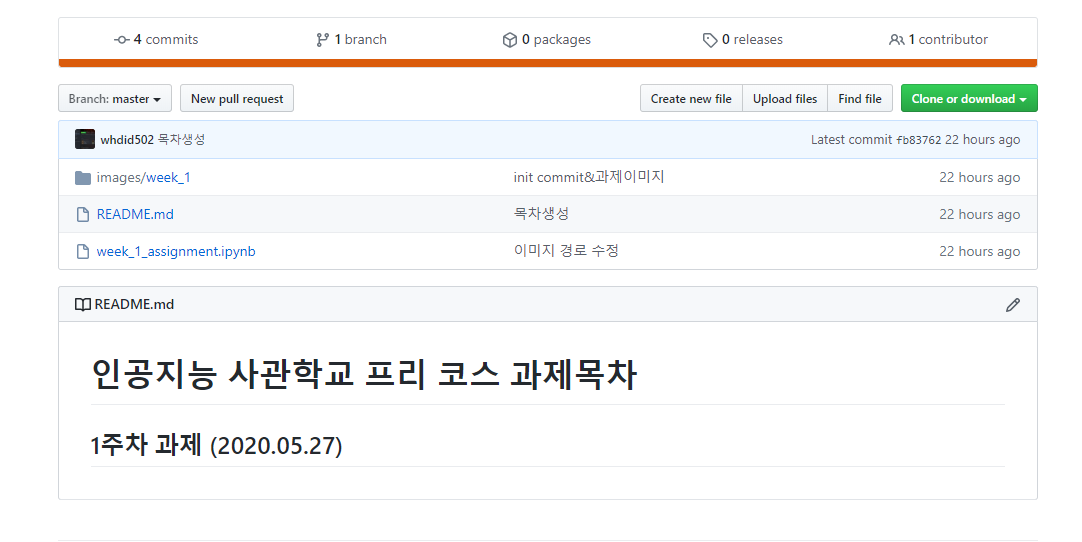 4 commits 1 branch 0 packages 0 releases 1 contributor
Branch: master New pull request Create new file Upload files Find file Clone or download
whdid502 목차생성 Latest commit fb83762 22 hours ago
images/week_1 init commit&과제이미지 22 hours ago
README.md 목차생성 22 hours ago
week_1_assignment.ipynb 이미지 경로 수정 22 hours ago
README.md
인공지능 사관학교 프리 코스 과제목차
1주차 과제 (2020.05.27)